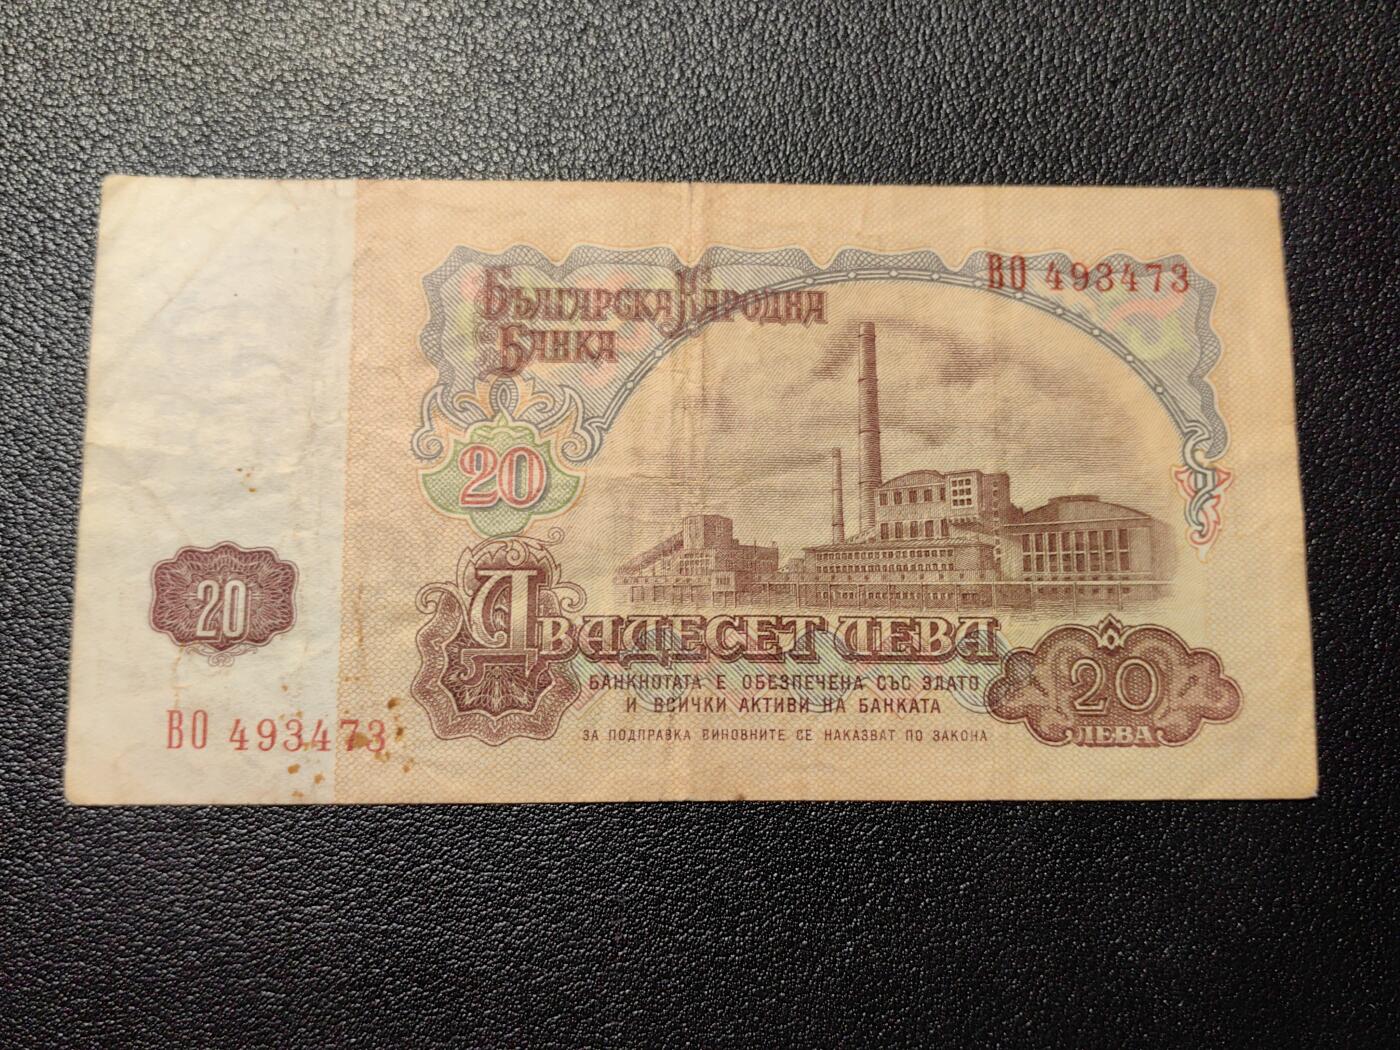 Българска Народна
Банка
ВО 493473
20
20
Двадесет лева
БАНКНОТАТА Е ОБЕЗПЕЧЕНА СЪС ЗЛАТО
И ВСИЧКИ АКТИВИ НА БАНКАТА
ЗА ПОДПРАВКА ВИНОВНИТЕ СЕ НАКАЗВАТ ПО ЗАКОНА
20
ЛЕВА
ВО 493473